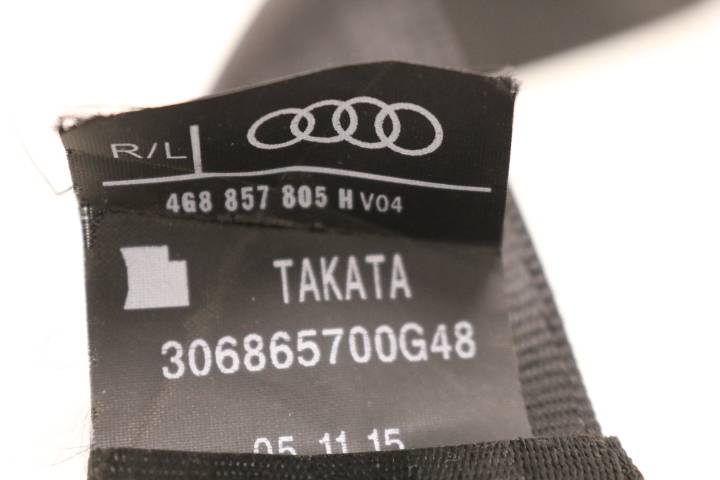 R/L
4G8 857 805 H V04
TAKATA
306865700G48
05 11 15